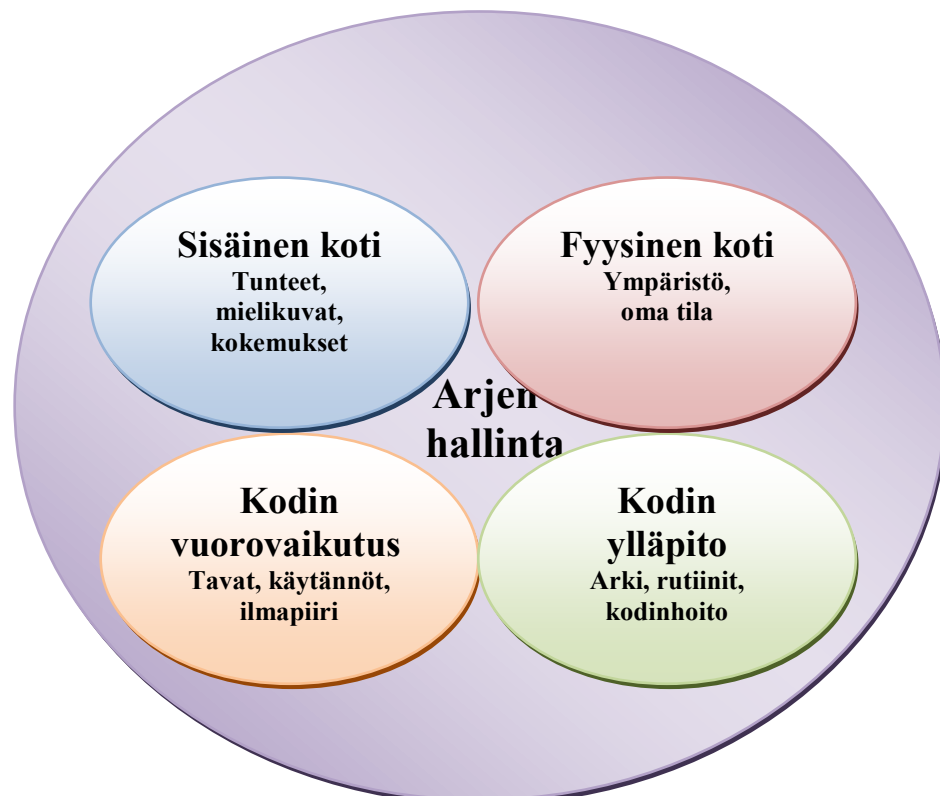 Sisäinen koti
Tunteet,
mielikuvat,
kokemukset
Fyysinen koti
Ympäristö,
oma tila
Arjen
hallinta
Kodin
vuorovaikutus
Tavat, käytännöt,
ilmapiiri
Kodin
ylläpito
Arki, rutiinit,
kodinhoito